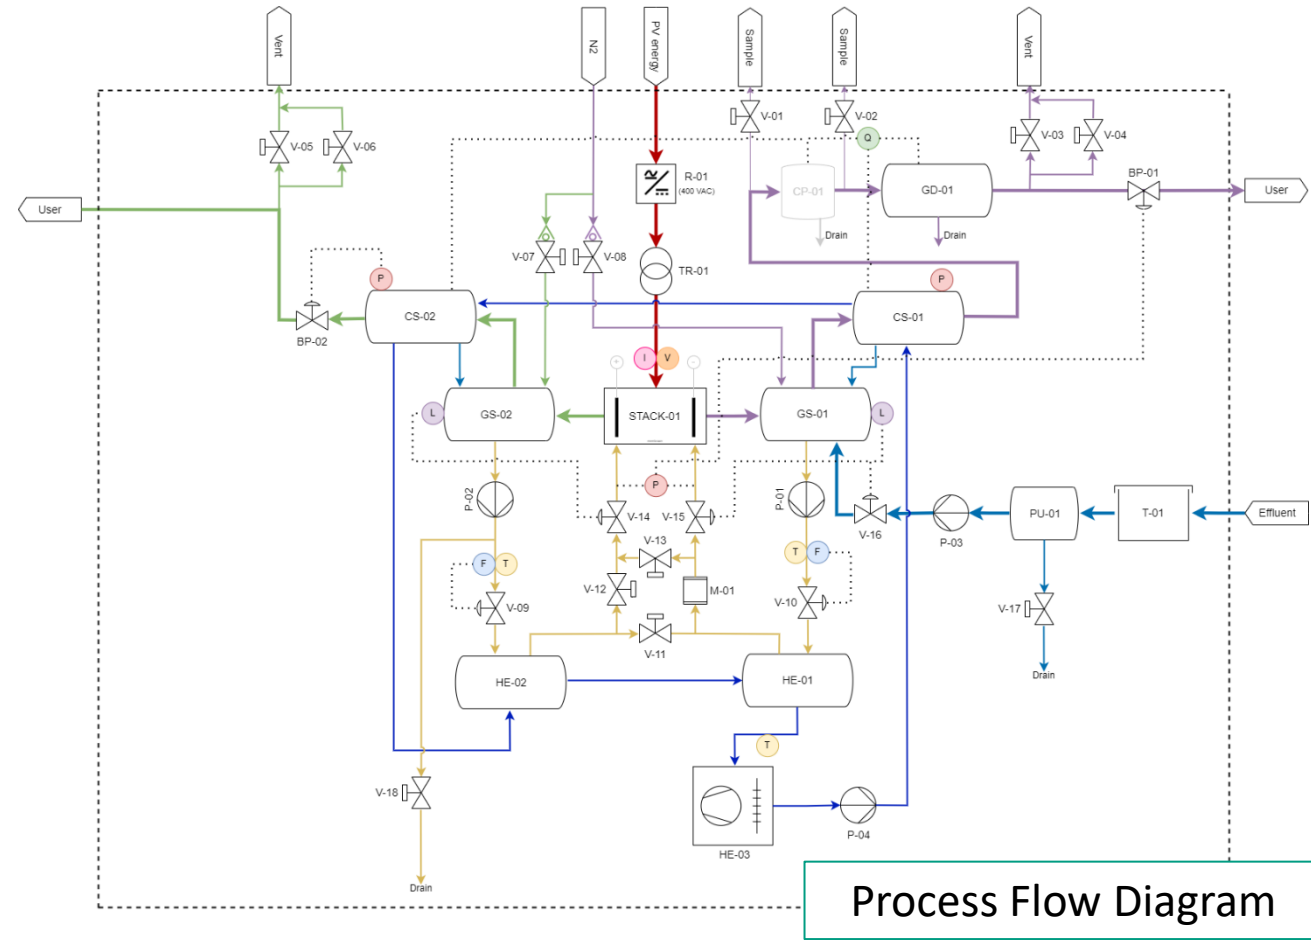 Vent
N2
PV energy
Sample
Sample
Vent
V-05
V-06
V-01
V-02
V-03
V-04
Q
R-01
(400 VAC)
CP-01
GD-01
BP-01
User
User
Drain
Drain
V-07
V-08
TR-01
P
P
CS-02
CS-01
BP-02
I
V
+
-
L
GS-02
STACK-01
GS-01
L
P-02
P
P-01
V-14
V-15
V-16
P-03
PU-01
T-01
Effluent
V-13
F
T
T
F
V-12
M-01
V-09
V-10
V-17
V-11
HE-02
HE-01
Drain
T
V-18
P-04
HE-03
Drain
Process Flow Diagram